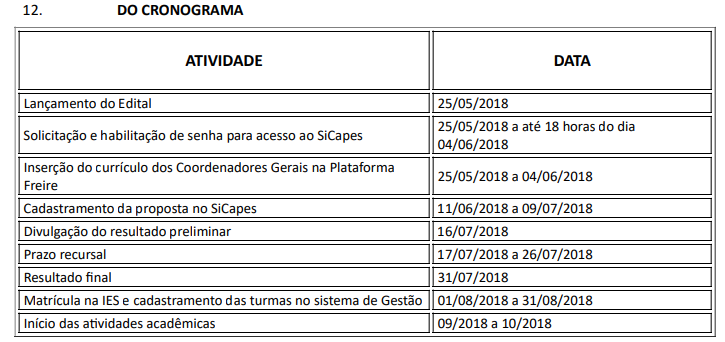 12. DO CRONOGRAMA
ATIVIDADE DATA
Lançamento do Edital 25/05/2018
Solicitação e habilitação de senha para acesso ao SiCapes 25/05/2018 a até 18 horas do dia
04/06/2018
Inserção do currículo dos Coordenadores Gerais na Plataforma
Freire 25/05/2018 a 04/06/2018
Cadastramento da proposta no SiCapes 11/06/2018 a 09/07/2018
Divulgação do resultado preliminar 16/07/2018
Prazo recursal 17/07/2018 a 26/07/2018
Resultado final 31/07/2018
Matrícula na IES e cadastramento das turmas no sistema de Gestão 01/08/2018 a 31/08/2018
Início das atividades acadêmicas 09/2018 a 10/2018